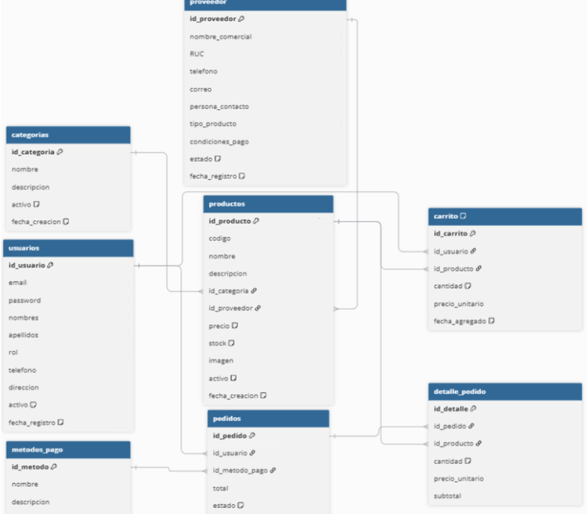 proveedor
id_proveedor
nombre_comercial
RUC
telefono
correo
persona_contacto
tipo_producto
condiciones_pago
estado
fecha_registro
categorias
id_categoria
nombre
descripcion
activo
fecha_creacion
usuarios
id_usuario
email
password
nombres
apellidos
rol
telefono
direccion
activo
fecha_registro
metodos_pago
id_metodo
nombre
descripcion
productos
id_producto
codigo
nombre
descripcion
id_categoria
id_proveedor
precio
stock
imagen
activo
fecha_creacion
pedidos
id_pedido
id_usuario
id_metodo_pago
total
estado
carrito
id_carrito
id_usuario
id_producto
cantidad
precio_unitario
fecha_agregado
detalle_pedido
id_detalle
id_pedido
id_producto
cantidad
precio_unitario
subtotal